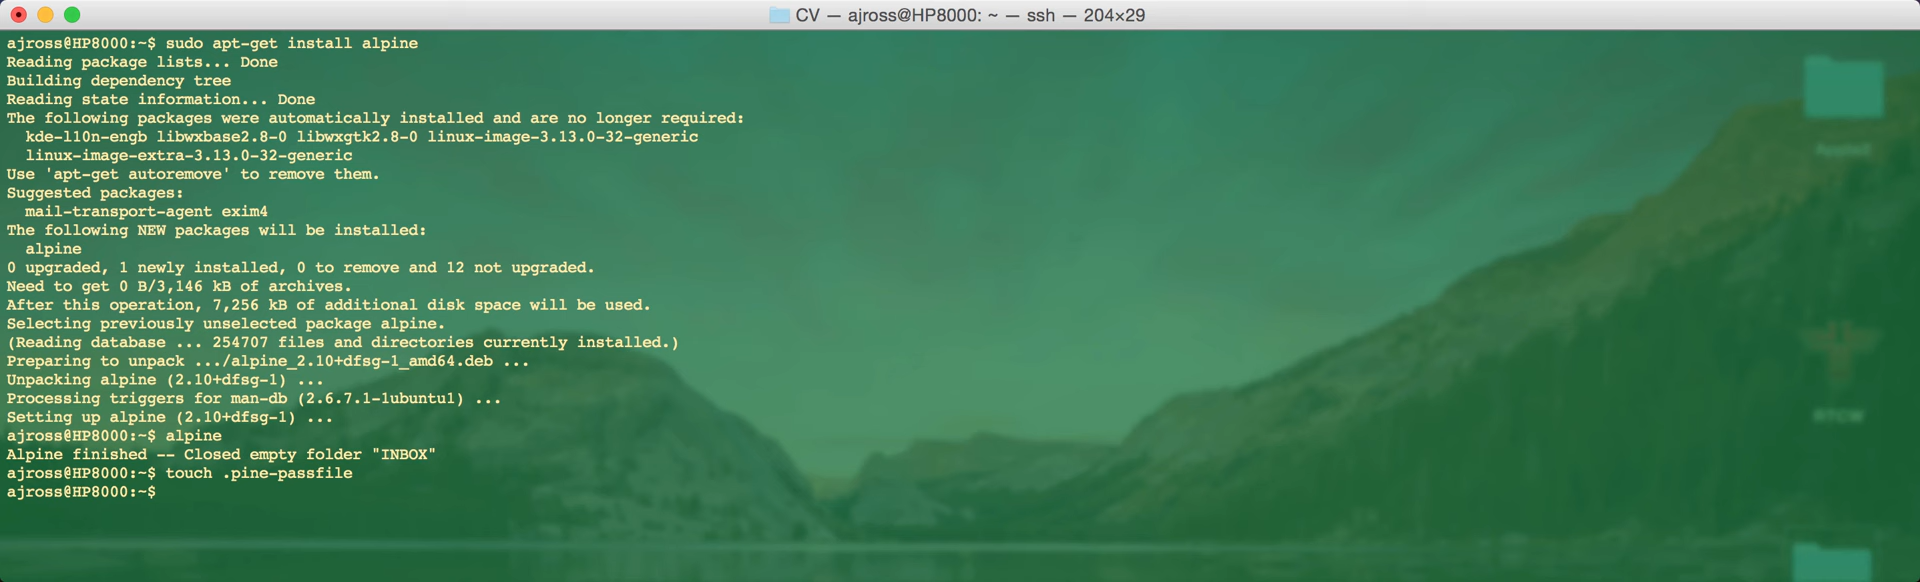 CV — ajross@HP8000: ~ — ssh — 204×29
ajross@HP8000:~$ sudo apt-get install alpine
Reading package lists... Done
Building dependency tree
Reading state information... Done
The following packages were automatically installed and are no longer required:
  kde-l10n-engb libwxbase2.8-0 libwxgtk2.8-0 linux-image-3.13.0-32-generic
  linux-image-extra-3.13.0-32-generic
Use 'apt-get autoremove' to remove them.
Suggested packages:
  mail-transport-agent exim4
The following NEW packages will be installed:
  alpine
0 upgraded, 1 newly installed, 0 to remove and 12 not upgraded.
Need to get 0 B/3,146 kB of archives.
After this operation, 7,256 kB of additional disk space will be used.
Selecting previously unselected package alpine.
(Reading database ... 254707 files and directories currently installed.)
Preparing to unpack .../alpine_2.10+dfsg-1_amd64.deb ...
Unpacking alpine (2.10+dfsg-1) ...
Processing triggers for man-db (2.6.7.1-1ubuntu1) ...
Setting up alpine (2.10+dfsg-1) ...
ajross@HP8000:~$ alpine
Alpine finished -- Closed empty folder "INBOX"
ajross@HP8000:~$ touch .pine-passfile
ajross@HP8000:~$
RTCW